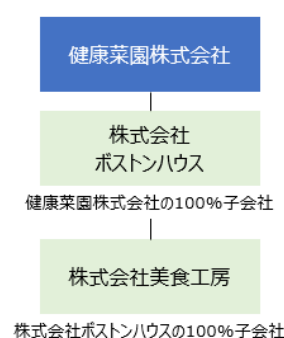 健康菜園株式会社
株式会社
ボストンハウス
健康菜園株式会社の100%子会社
株式会社美食工房
株式会社ボストンハウスの100%子会社